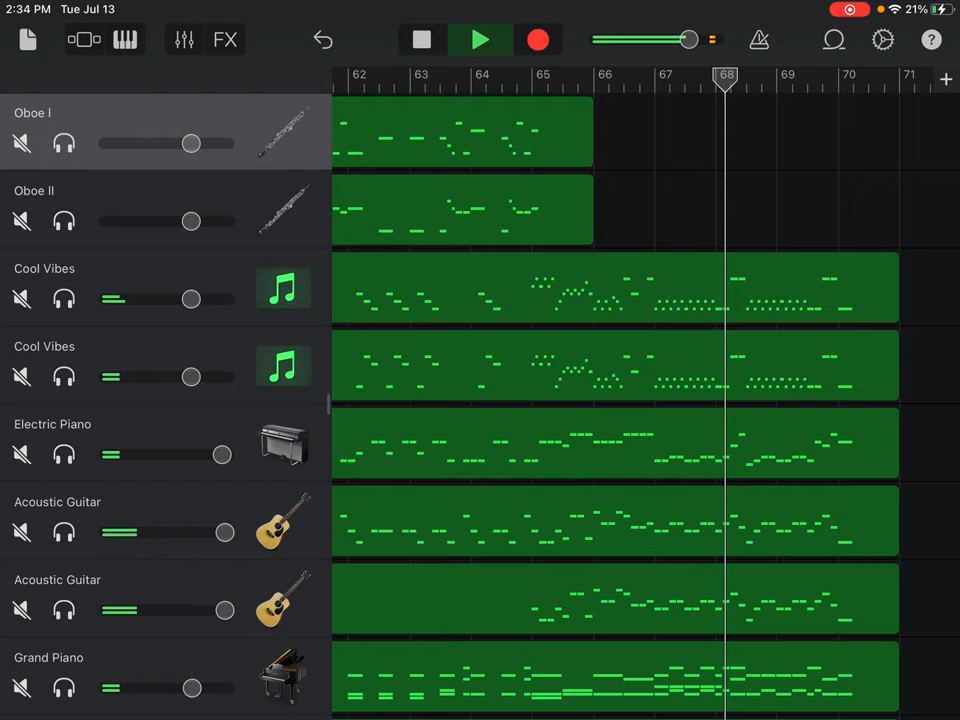 2:34 PM Tue Jul 13 21%
FX ?
62 63 64 65 66 67 68 69 70 71 +
Oboe I
Oboe II
Cool Vibes
Cool Vibes
Electric Piano
Acoustic Guitar
Acoustic Guitar
Grand Piano